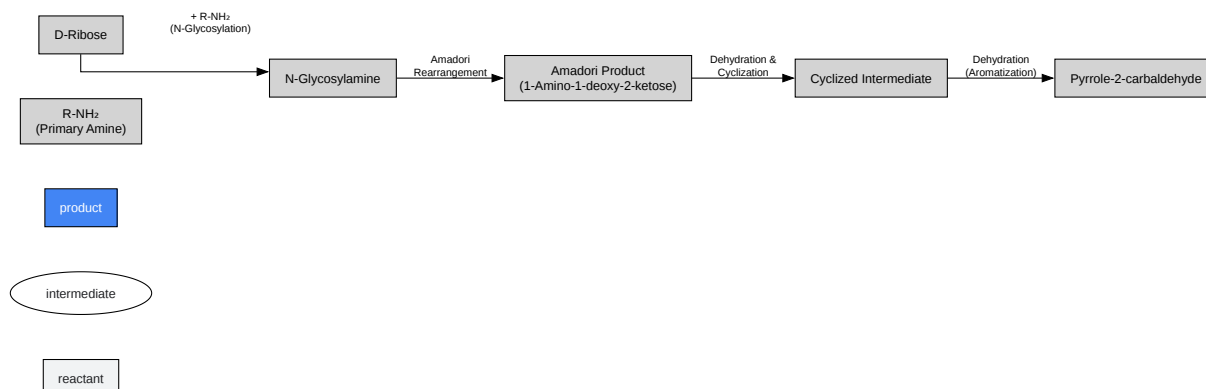 D-Ribose
+ R-NH₂
(N-Glycosylation)
N-Glycosylamine
Amadori
Rearrangement
Amadori Product
(1-Amino-1-deoxy-2-ketose)
Dehydration &
Cyclization
Cyclized Intermediate
Dehydration
(Aromatization)
Pyrrole-2-carbaldehyde
R-NH₂
(Primary Amine)
product
intermediate
reactant